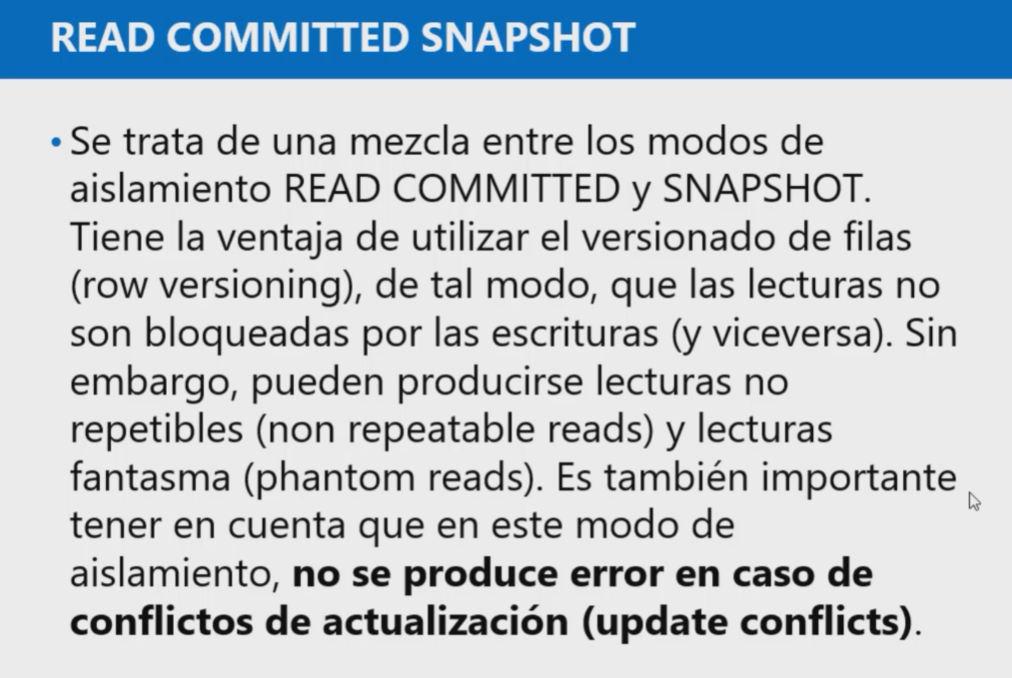 READ COMMITTED SNAPSHOT
• Se trata de una mezcla entre los modos de
aislamiento READ COMMITTED y SNAPSHOT.
Tiene la ventaja de utilizar el versionado de filas
(row versioning), de tal modo, que las lecturas no
son bloqueadas por las escrituras (y viceversa). Sin
embargo, pueden producirse lecturas no
repetibles (non repeatable reads) y lecturas
fantasma (phantom reads). Es también importante
tener en cuenta que en este modo de
aislamiento, no se produce error en caso de
conflictos de actualización (update conflicts).